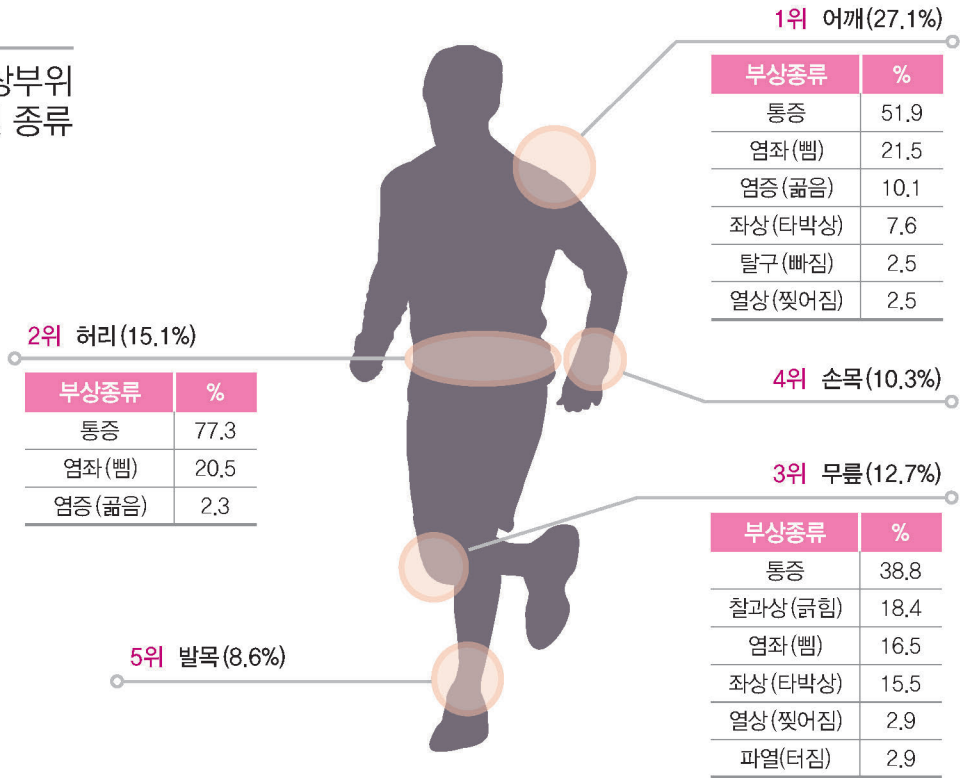 상부위
종류
1위 어깨(27.1%)
부상종류 %
통증 51.9
염좌(삠) 21.5
염증(곪음) 10.1
좌상(타박상) 7.6
탈구(빠짐) 2.5
열상(찢어짐) 2.5
2위 허리(15.1%)
부상종류 %
통증 77.3
염좌(삠) 20.5
염증(곪음) 2.3
4위 손목(10.3%)
3위 무릎(12.7%)
부상종류 %
통증 38.8
찰과상(긁힘) 18.4
염좌(삠) 16.5
좌상(타박상) 15.5
열상(찢어짐) 2.9
파열(터짐) 2.9
5위 발목(8.6%)